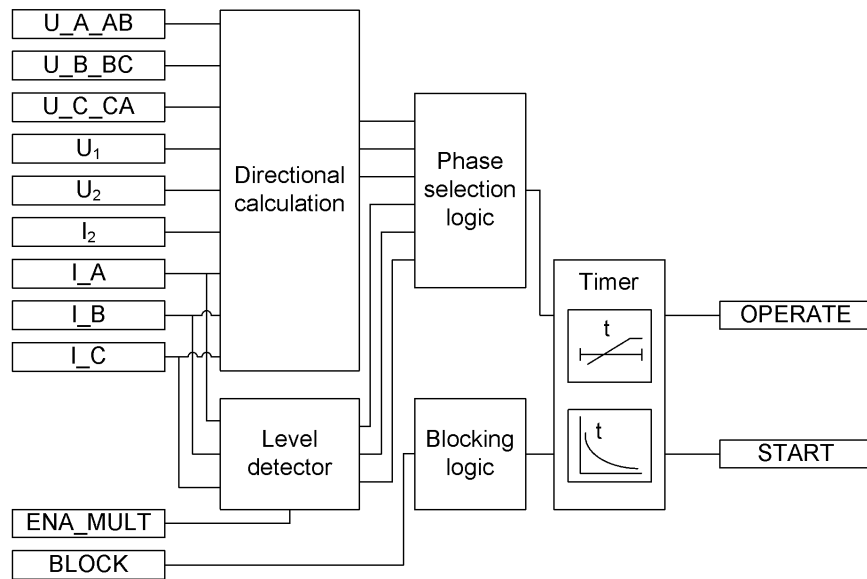 U_A_AB
U_B_BC
U_C_CA
U₁
U₂
I₂
I_A
I_B
I_C
ENA_MULT
BLOCK
Directional
calculation
Level
detector
Phase
selection
logic
Blocking
logic
Timer
t
t
OPERATE
START